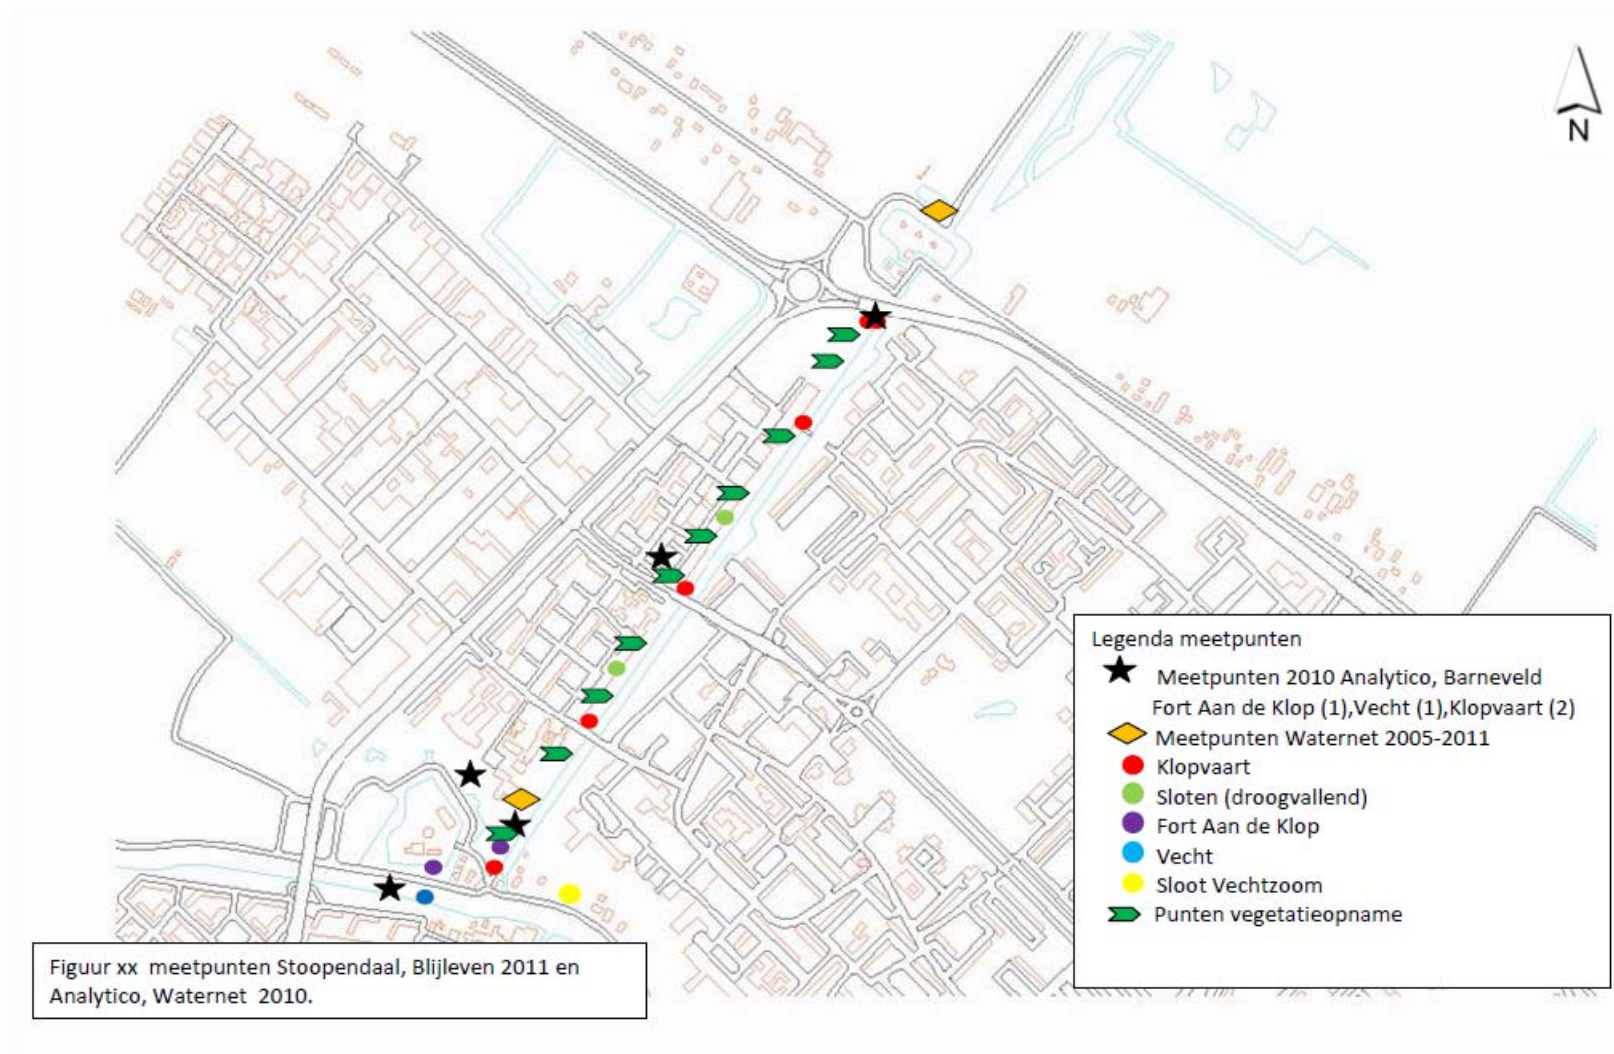 N
Legenda meetpunten
Meetpunten 2010 Analytico, Barneveld
Fort Aan de Klop (1),Vecht (1),Klopvaart (2)
Meetpunten Waternet 2005-2011
Klopvaart
Sloten (droogvallend)
Fort Aan de Klop
Vecht
Sloot Vechtzoom
Punten vegetatieopname
Figuur xx meetpunten Stoopendaal, Blijleven 2011 en
Analytico, Waternet 2010.